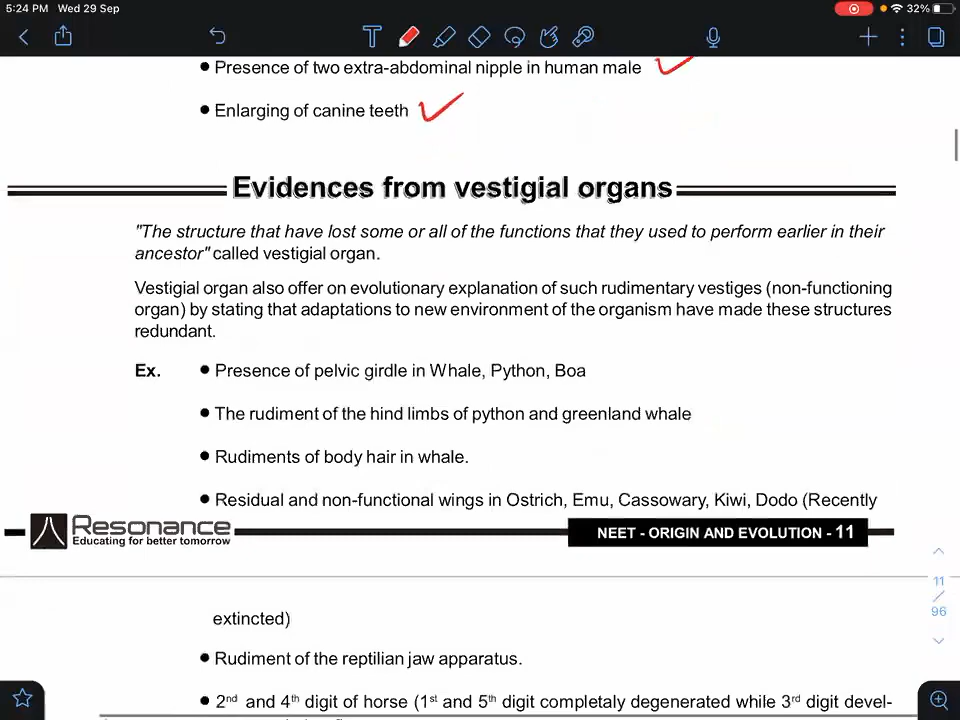 5:24 PM Wed 29 Sep
32%
● Presence of two extra-abdominal nipple in human male
● Enlarging of canine teeth
Evidences from vestigial organs
"The structure that have lost some or all of the functions that they used to perform earlier in their
ancestor" called vestigial organ.
Vestigial organ also offer on evolutionary explanation of such rudimentary vestiges (non-functioning
organ) by stating that adaptations to new environment of the organism have made these structures
redundant.
Ex. ● Presence of pelvic girdle in Whale, Python, Boa
● The rudiment of the hind limbs of python and greenland whale
● Rudiments of body hair in whale.
● Residual and non-functional wings in Ostrich, Emu, Cassowary, Kiwi, Dodo (Recently
Resonance
Educating for better tomorrow
NEET - ORIGIN AND EVOLUTION - 11
11
/
96
extincted)
● Rudiment of the reptilian jaw apparatus.
● 2nd and 4th digit of horse (1st and 5th digit completaly degenerated while 3rd digit devel-